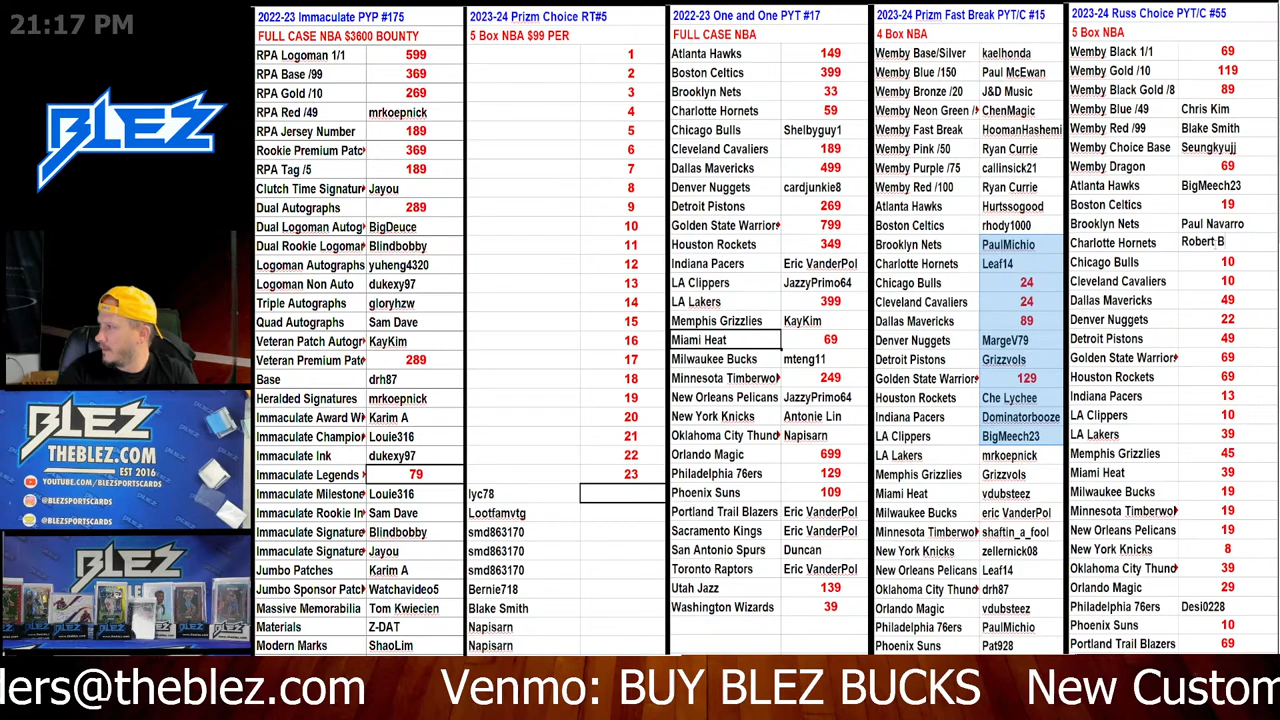 21:17 PM
BLEZ
BLEZ
THEBLEZ.COM
EST 2016
YOUTUBE.COM/BLEZSPORTSCARDS
@BLEZSPORTSCARDS
@BLEZSPORTSCARDS
BLEZ
2022-23 Immaculate PYP #175
FULL CASE NBA $3600 BOUNTY
RPA Logoman 1/1 599
RPA Base /99 369
RPA Gold /10 269
RPA Red /49 mrkoepnick
RPA Jersey Number 189
Rookie Premium Patc 369
RPA Tag /5 189
Clutch Time Signatur Jayou
Dual Autographs 289
Dual Logoman Autog BigDeuce
Dual Rookie Logomar Blindbobby
Logoman Autographs yuheng4320
Logoman Non Auto dukexy97
Triple Autographs gloryhzw
Quad Autographs Sam Dave
Veteran Patch Autogr KayKim
Veteran Premium Pat 289
Base drh87
Heralded Signatures mrkoepnick
Immaculate Award Wi Karim A
Immaculate Champio Louie316
Immaculate Ink dukexy97
Immaculate Legends 79
Immaculate Mileston Louie316
Immaculate Rookie In Sam Dave
Immaculate Signatur Blindbobby
Immaculate Signatur Jayou
Jumbo Patches Karim A
Jumbo Sponsor Patc Watchavideo5
Massive Memorabilia Tom Kwiecien
Materials Z-DAT
Modern Marks ShaoLim
2023-24 Prizm Choice RT#5
5 Box NBA $99 PER
1
2
3
4
5
6
7
8
9
10
11
12
13
14
15
16
17
18
19
20
21
22
23
lyc78
Lootfamvtg
smd863170
smd863170
smd863170
Bernie718
Blake Smith
Napisarn
Napisarn
2022-23 One and One PYT #17
FULL CASE NBA
Atlanta Hawks 149
Boston Celtics 399
Brooklyn Nets 33
Charlotte Hornets 59
Chicago Bulls Shelbyguy1
Cleveland Cavaliers 189
Dallas Mavericks 499
Denver Nuggets cardjunkie8
Detroit Pistons 269
Golden State Warrior 799
Houston Rockets 349
Indiana Pacers Eric VanderPol
LA Clippers JazzyPrimo64
LA Lakers 399
Memphis Grizzlies KayKim
Miami Heat 69
Milwaukee Bucks mteng11
Minnesota Timberwo 249
New Orleans Pelicans JazzyPrimo64
New York Knicks Antonie Lin
Oklahoma City Thund Napisarn
Orlando Magic 699
Philadelphia 76ers 129
Phoenix Suns 109
Portland Trail Blazers Eric VanderPol
Sacramento Kings Eric VanderPol
San Antonio Spurs Duncan
Toronto Raptors Eric VanderPol
Utah Jazz 139
Washington Wizards 39
2023-24 Prizm Fast Break PYT/C #15
4 Box NBA
Wemby Base/Silver kaelhonda
Wemby Blue /150 Paul McEwan
Wemby Bronze /20 J&D Music
Wemby Neon Green / ChenMagic
Wemby Fast Break HoomanHashemi
Wemby Pink /50 Ryan Currie
Wemby Purple /75 callinsick21
Wemby Red /100 Ryan Currie
Atlanta Hawks Hurtssogood
Boston Celtics rhody1000
Brooklyn Nets PaulMichio
Charlotte Hornets Leaf14
Chicago Bulls 24
Cleveland Cavaliers 24
Dallas Mavericks 89
Denver Nuggets MargeV79
Detroit Pistons Grizzvols
Golden State Warrior 129
Houston Rockets Che Lychee
Indiana Pacers Dominatorbooze
LA Clippers BigMeech23
LA Lakers mrkoepnick
Memphis Grizzlies Grizzvols
Miami Heat vdubsteez
Milwaukee Bucks eric VanderPol
Minnesota Timberwo shaftin_a_fool
New York Knicks zellernick08
New Orleans Pelicans Leaf14
Oklahoma City Thund drh87
Orlando Magic vdubsteez
Philadelphia 76ers PaulMichio
Phoenix Suns Pat928
2023-24 Russ Choice PYT/C #55
5 Box NBA
Wemby Black 1/1 69
Wemby Gold /10 119
Wemby Black Gold /8 89
Wemby Blue /49 Chris Kim
Wemby Red /99 Blake Smith
Wemby Choice Base Seungkyujj
Wemby Dragon 69
Atlanta Hawks BigMeech23
Boston Celtics 19
Brooklyn Nets Paul Navarro
Charlotte Hornets Robert B
Chicago Bulls 10
Cleveland Cavaliers 10
Dallas Mavericks 49
Denver Nuggets 22
Detroit Pistons 49
Golden State Warrior 69
Houston Rockets 69
Indiana Pacers 13
LA Clippers 10
LA Lakers 39
Memphis Grizzlies 45
Miami Heat 39
Milwaukee Bucks 19
Minnesota Timberwo 19
New Orleans Pelicans 19
New York Knicks 8
Oklahoma City Thund 39
Orlando Magic 29
Philadelphia 76ers Desi0228
Phoenix Suns 10
Portland Trail Blazers 69
ders@theblez.com Venmo: BUY BLEZ BUCKS New Custom